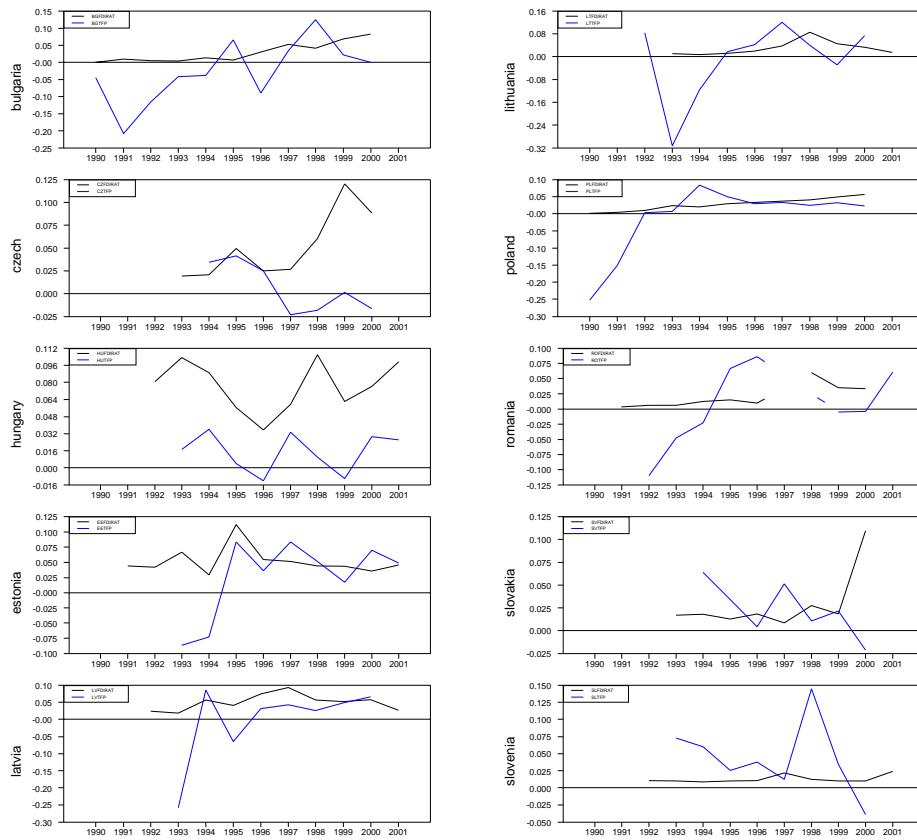 BGFDIRAT
BGTFP
bulgaria
0.15
0.10
0.05
-0.00
-0.05
-0.10
-0.15
-0.20
-0.25
1990 1991 1992 1993 1994 1995 1996 1997 1998 1999 2000 2001
LTFDIRAT
LTTFP
lithuania
0.16
0.08
0.00
-0.08
-0.16
-0.24
-0.32
1990 1991 1992 1993 1994 1995 1996 1997 1998 1999 2000 2001
CZFDIRAT
CZTFP
czech
0.125
0.100
0.075
0.050
0.025
0.000
-0.025
1990 1991 1992 1993 1994 1995 1996 1997 1998 1999 2000 2001
PLFDIRAT
PLTFP
poland
0.10
0.05
-0.00
-0.05
-0.10
-0.15
-0.20
-0.25
-0.30
1990 1991 1992 1993 1994 1995 1996 1997 1998 1999 2000 2001
HUFDIRAT
HUTFP
hungary
0.112
0.096
0.080
0.064
0.048
0.032
0.016
0.000
-0.016
1990 1991 1992 1993 1994 1995 1996 1997 1998 1999 2000 2001
ROFDIRAT
ROTFP
romania
0.100
0.075
0.050
0.025
-0.000
-0.025
-0.050
-0.075
-0.100
-0.125
1990 1991 1992 1993 1994 1995 1996 1997 1998 1999 2000 2001
EEFDIRAT
EETFP
estonia
0.125
0.100
0.075
0.050
0.025
-0.000
-0.025
-0.050
-0.075
-0.100
1990 1991 1992 1993 1994 1995 1996 1997 1998 1999 2000 2001
SVFDIRAT
SVTFP
slovakia
0.125
0.100
0.075
0.050
0.025
0.000
-0.025
1990 1991 1992 1993 1994 1995 1996 1997 1998 1999 2000 2001
LVFDIRAT
LVTFP
latvia
0.10
0.05
-0.00
-0.05
-0.10
-0.15
-0.20
-0.25
-0.30
1990 1991 1992 1993 1994 1995 1996 1997 1998 1999 2000 2001
SLFDIRAT
SLTFP
slovenia
0.150
0.125
0.100
0.075
0.050
0.025
0.000
-0.025
-0.050
1990 1991 1992 1993 1994 1995 1996 1997 1998 1999 2000 2001